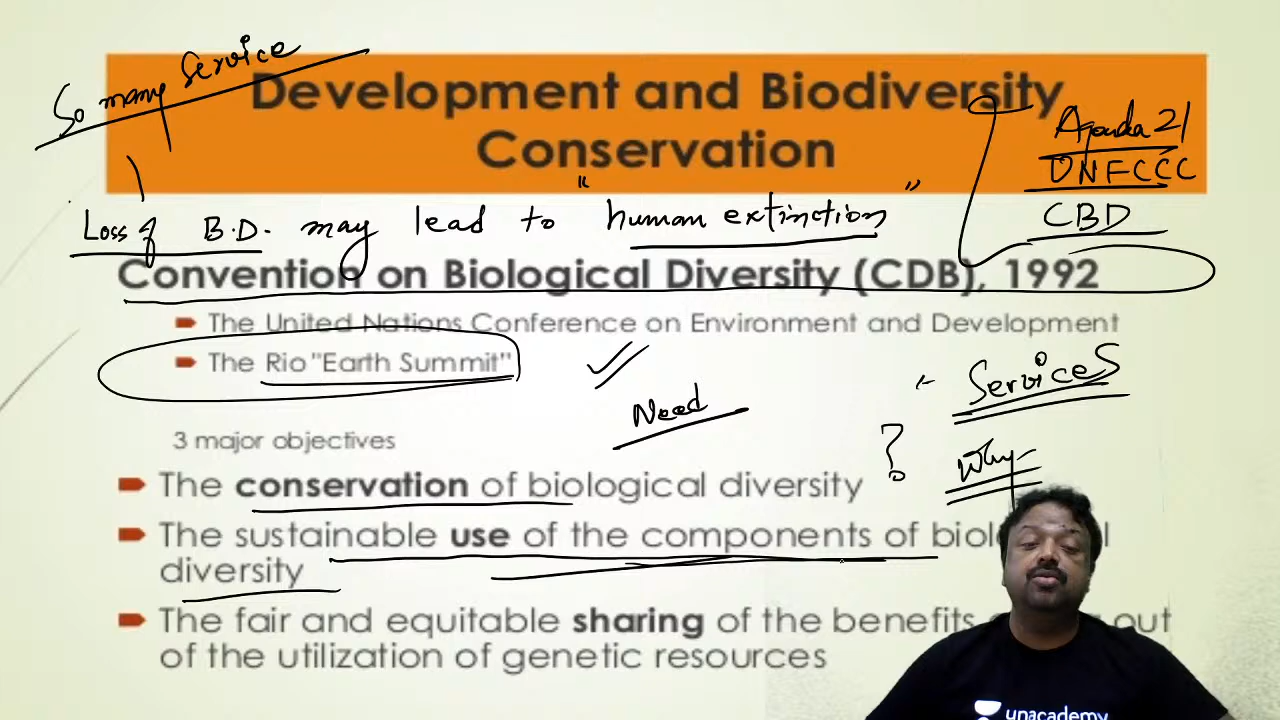 So many Service
Development and Biodiversity
Conservation
Agenda 21
UNFCCC
CBD
Loss of B.D. may lead to "human extinction"
Convention on Biological Diversity (CDB), 1992
The United Nations Conference on Environment and Development
The Rio "Earth Summit"
Services
Need
?
Why
3 major objectives
The conservation of biological diversity
The sustainable use of the components of
diversity
The fair and equitable sharing of the benefits out
of the utilization of genetic resources
unacademy